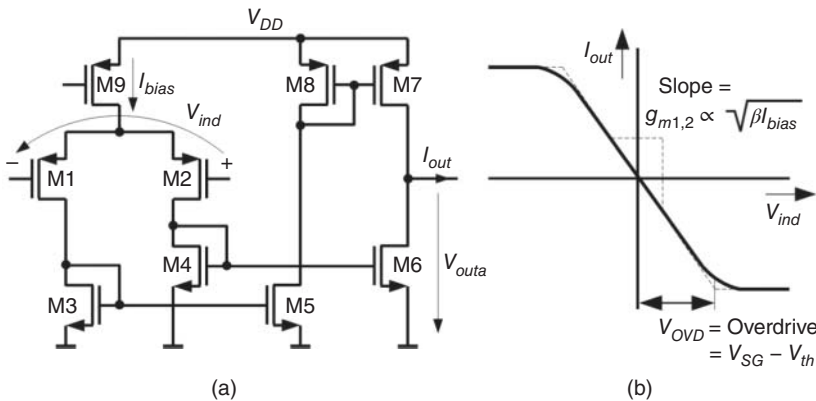 V_DD
M9
I_bias
M8
M7
V_ind
−
+
M1
M2
I_out
M4
M6
V_outa
M3
M5
(a)
I_out
Slope =
g_m1,2 ∝ √βI_bias
V_ind
V_OVD = Overdrive
= V_SG − V_th
(b)